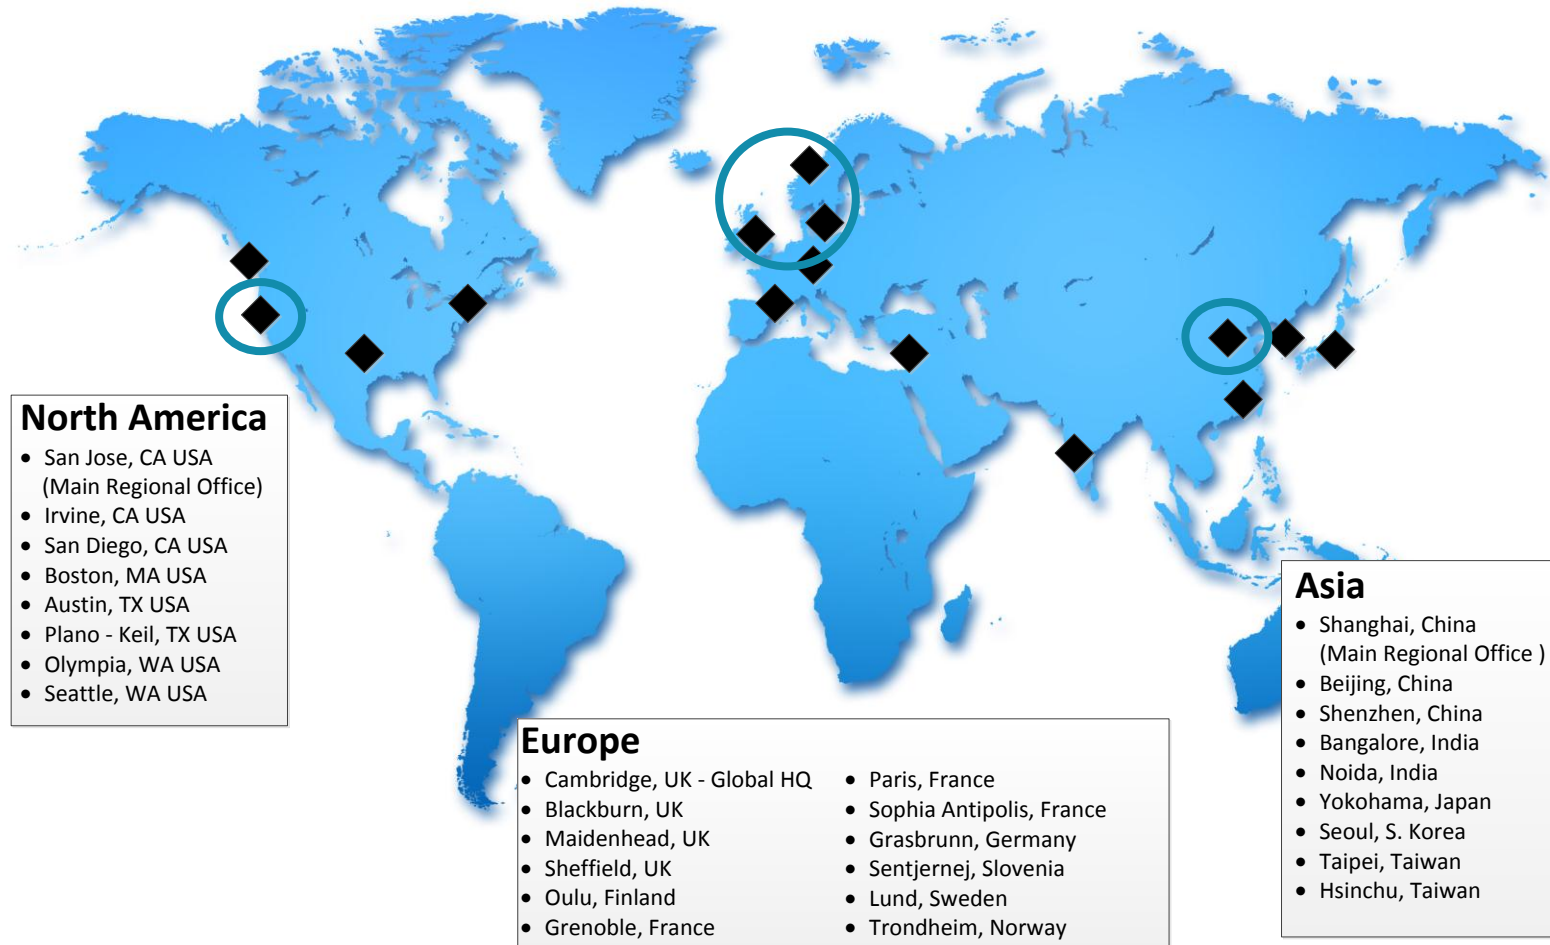 North America
• San Jose, CA USA
(Main Regional Office)
• Irvine, CA USA
• San Diego, CA USA
• Boston, MA USA
• Austin, TX USA
• Plano - Keil, TX USA
• Olympia, WA USA
• Seattle, WA USA
Europe
• Cambridge, UK - Global HQ
• Blackburn, UK
• Maidenhead, UK
• Sheffield, UK
• Oulu, Finland
• Grenoble, France
• Paris, France
• Sophia Antipolis, France
• Grasbrunn, Germany
• Sentjernej, Slovenia
• Lund, Sweden
• Trondheim, Norway
Asia
• Shanghai, China
(Main Regional Office )
• Beijing, China
• Shenzhen, China
• Bangalore, India
• Noida, India
• Yokohama, Japan
• Seoul, S. Korea
• Taipei, Taiwan
• Hsinchu, Taiwan